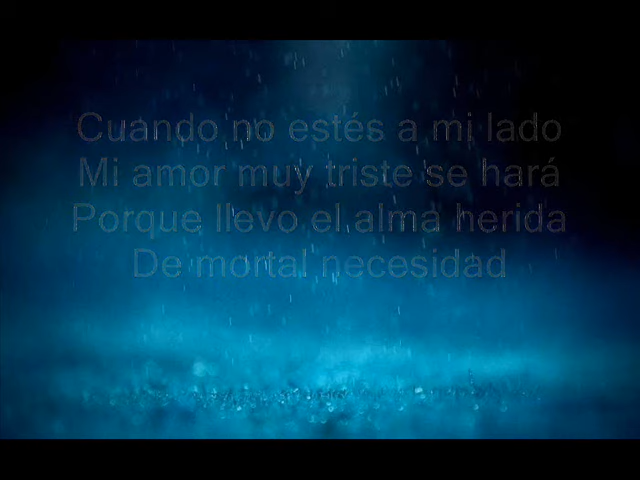 Cuando no estés a mi lado
Mi amor muy triste se hará
Porque llevo el alma herida
De mortal necesidad